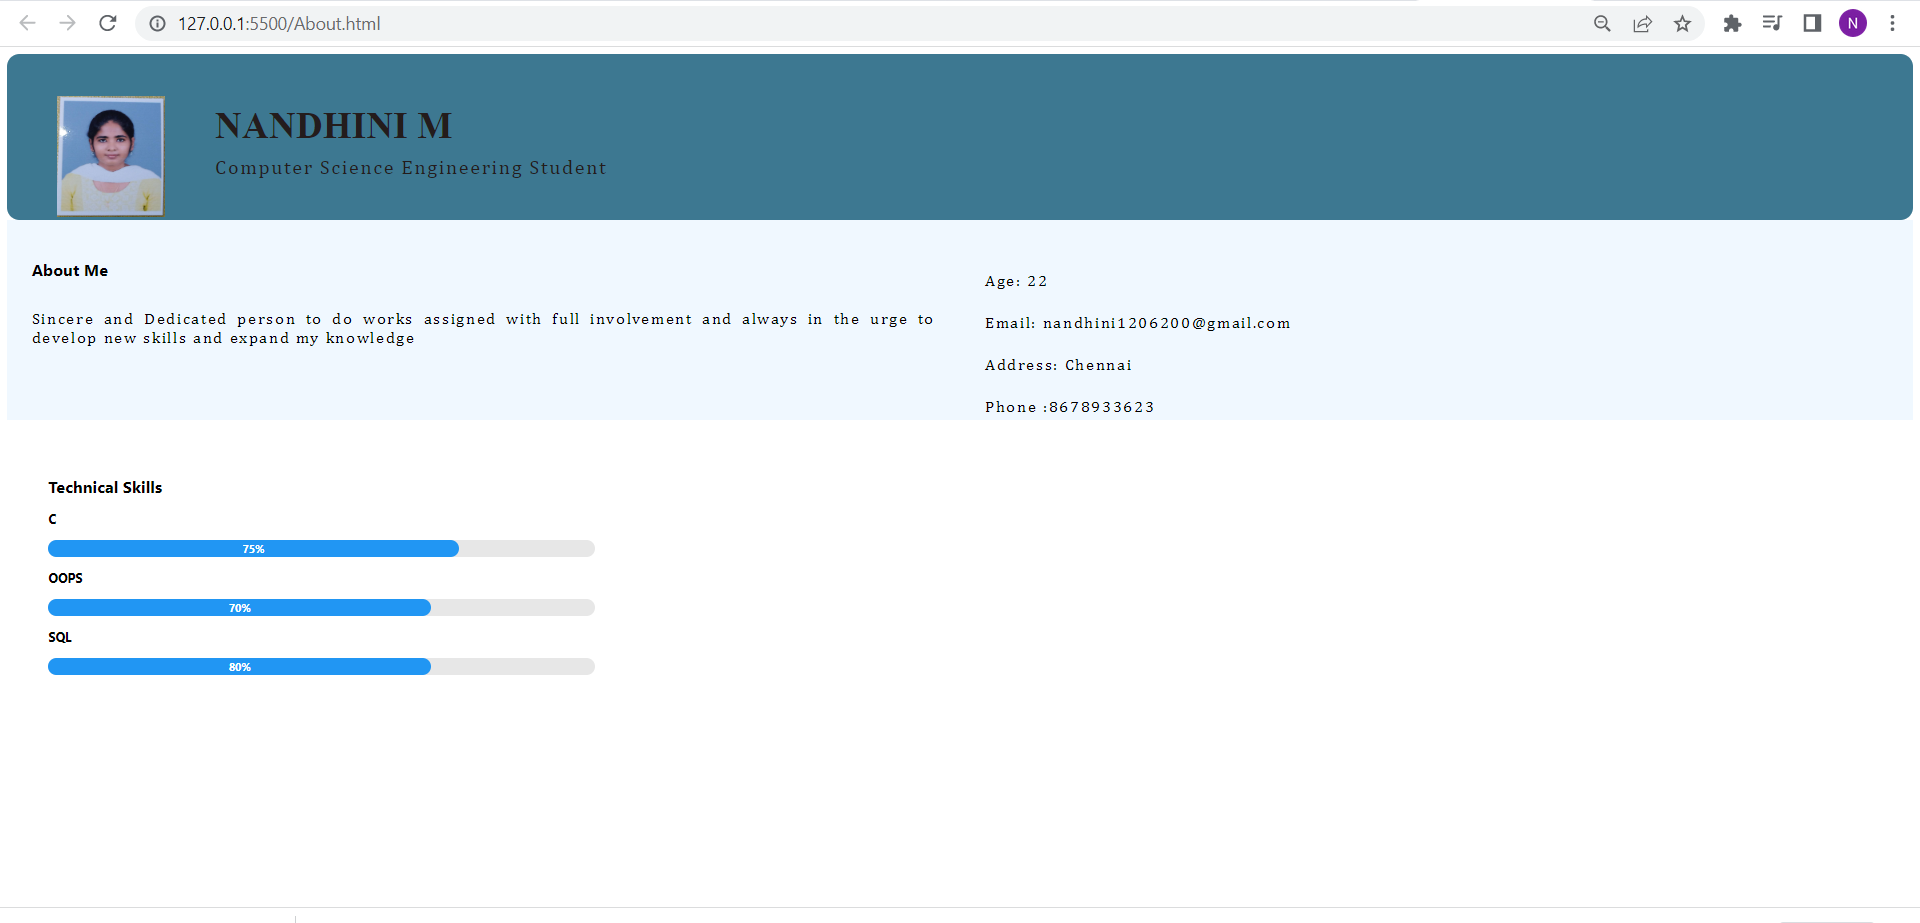 127.0.0.1:5500/About.html
N
NANDHINI M
Computer Science Engineering Student
About Me
Sincere and Dedicated person to do works assigned with full involvement and always in the urge to
develop new skills and expand my knowledge
Age: 22
Email: nandhini1206200@gmail.com
Address: Chennai
Phone :8678933623
Technical Skills
C
75%
OOPS
70%
SQL
80%